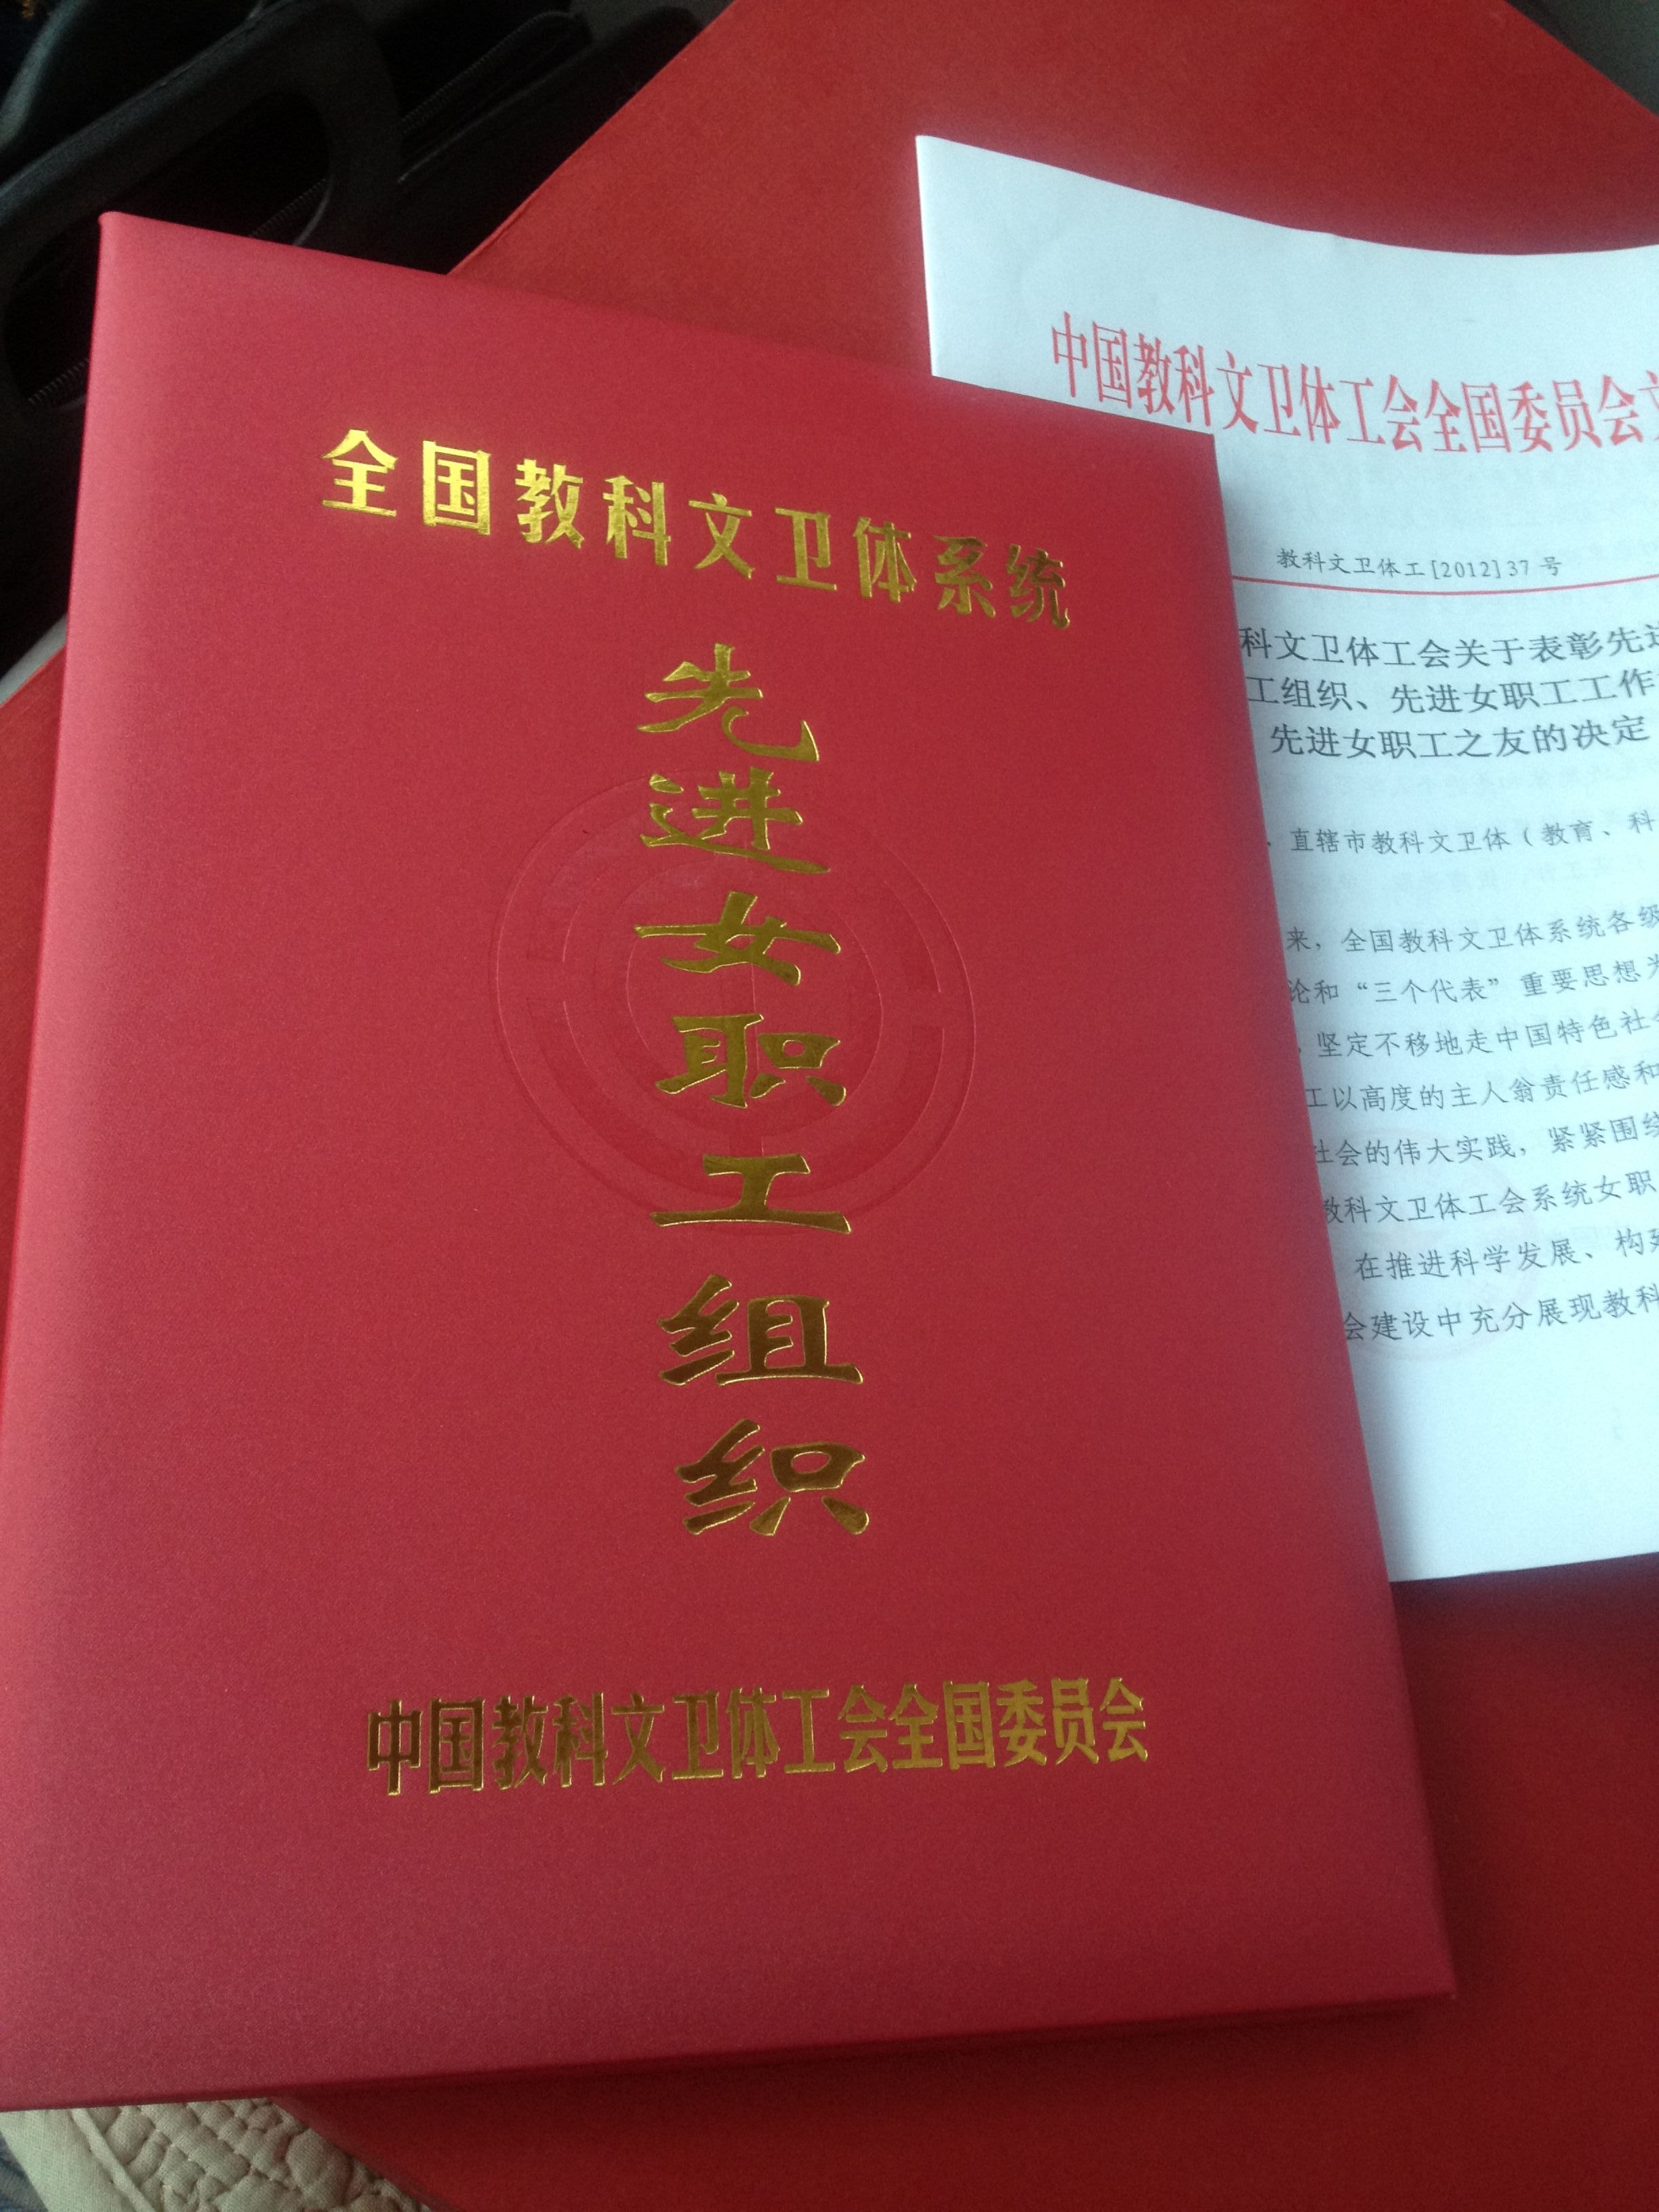 全国教科文卫体系统
先进女职工组织
中国教科文卫体工会全国委员会
中国教科文卫体工会全国委员会
教科文卫体工[2012]37号
科文卫体工会关于表彰先进
工组织、先进女职工工作
先进女职工之友的决定
、直辖市教科文卫体（教育、科
来，全国教科文卫体系统各级
论和“三个代表”重要思想为
，坚定不移地走中国特色社会
工以高度的主人翁责任感和
社会的伟大实践，紧紧围绕
教科文卫体工会系统女职
在推进科学发展、构建
会建设中充分展现教科